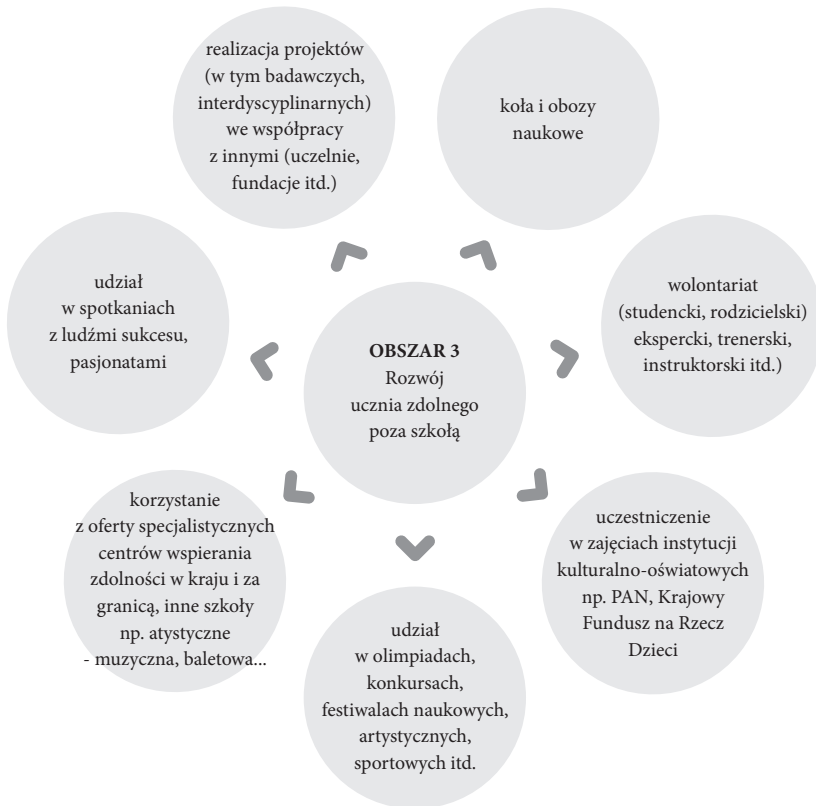 realizacja projektów
(w tym badawczych,
interdyscyplinarnych)
we współpracy
z innymi (uczelnie,
fundacje itd.)
koła i obozy
naukowe
udział
w spotkaniach
z ludźmi sukcesu,
pasjonatami
OBSZAR 3
Rozwój
ucznia zdolnego
poza szkołą
wolontariat
(studencki, rodzicielski)
ekspercki, trenerski,
instruktorski itd.)
korzystanie
z oferty specjalistycznych
centrów wspierania
zdolności w kraju i za
granicą, inne szkoły
np. atystyczne
- muzyczna, baletowa...
udział
w olimpiadach,
konkursach,
festiwalach naukowych,
artystycznych,
sportowych itd.
uczestniczenie
w zajęciach instytucji
kulturalno-oświatowych
np. PAN, Krajowy
Fundusz na Rzecz
Dzieci